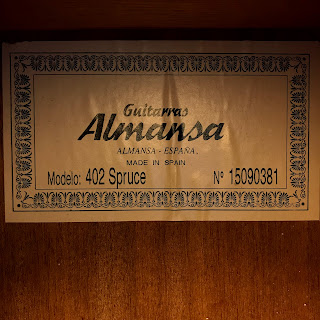 Guitarras
Almansa
ALMANSA - ESPAÑA.
MADE IN SPAIN
Modelo: 402 Spruce Nº 15090381